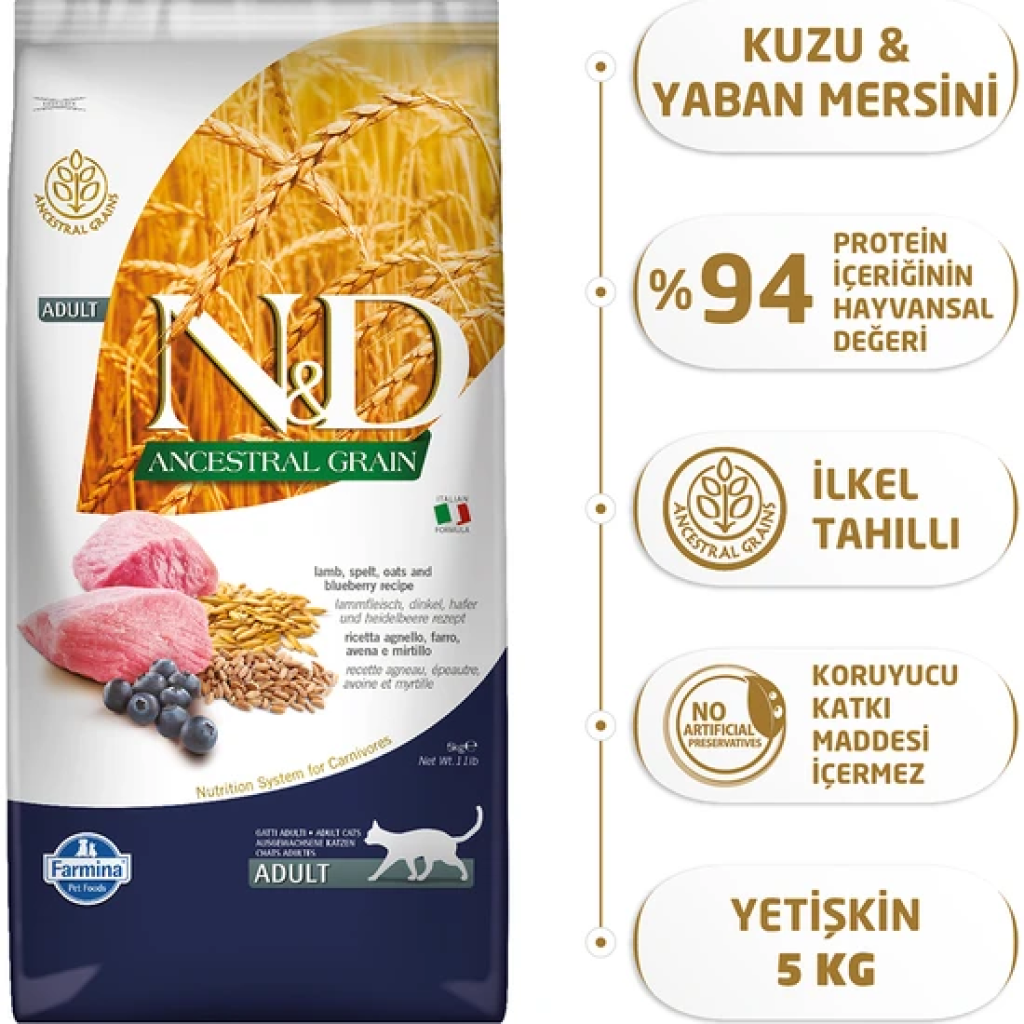 ANCESTRAL GRAINS
ADULT
N&D
ANCESTRAL GRAIN
ITALIAN
FORMULA
lamb, spelt, oats and
blueberry recipe
lammfleisch, dinkel, hafer
und heidelbeere rezept
ricetta agnello, farro,
avena e mirtillo
recette agneau, épeautre,
avoine et myrtille
5kg℮
Net Wt. 11lb
Nutrition System for Carnivores
Farmina
Pet Foods
GATTI ADULTI • ADULT CATS
AUSGEWACHSENE KATZEN
CHATS ADULTES
ADULT
KUZU &
YABAN MERSİNİ
%94
PROTEİN
İÇERİĞİNİN
HAYVANSAL
DEĞERİ
ANCESTRAL GRAINS
İLKEL
TAHILLI
NO
ARTIFICIAL
PRESERVATIVES
KORUYUCU
KATKI
MADDESİ
İÇERMEZ
YETİŞKİN
5 KG